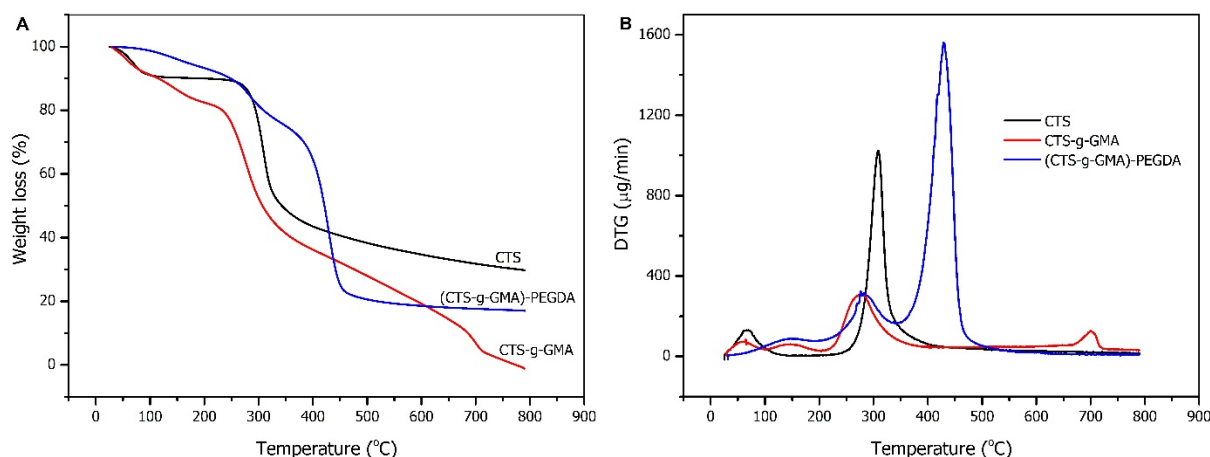 A
100
80
60
40
20
0
Weight loss (%)
CTS
(CTS-g-GMA)-PEGDA
CTS-g-GMA
0 100 200 300 400 500 600 700 800 900
Temperature (°C)
B
1600
1200
800
400
0
DTG (μg/min)
CTS
CTS-g-GMA
(CTS-g-GMA)-PEGDA
0 100 200 300 400 500 600 700 800 900
Temperature (°C)